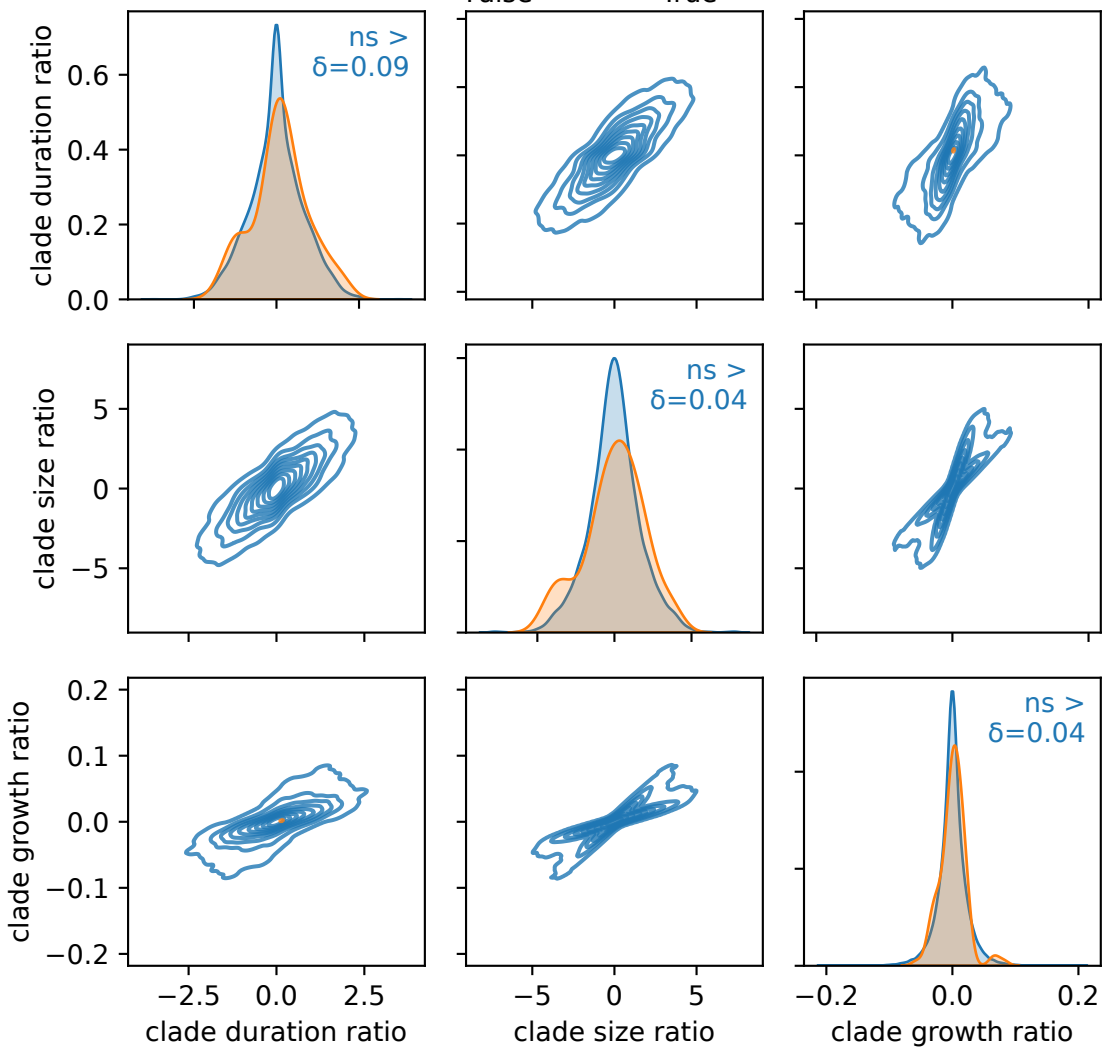 False True
clade duration ratio
0.6
0.4
0.2
0.0
ns >
δ=0.09
clade size ratio
5
0
−5
ns >
δ=0.04
clade growth ratio
0.2
0.1
0.0
−0.1
−0.2
ns >
δ=0.04
−2.5 0.0 2.5
−5 0 5
−0.2 0.0 0.2
clade duration ratio
clade size ratio
clade growth ratio